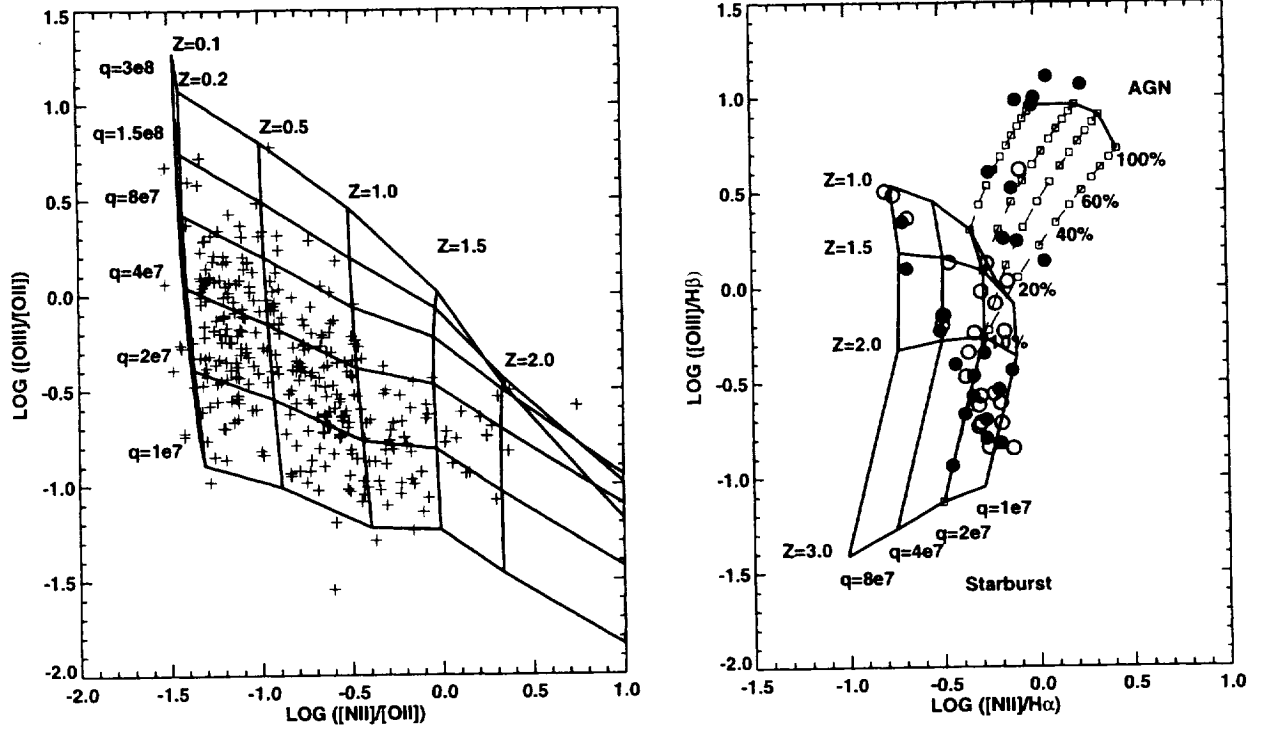 1.5
1.0
0.5
0.0
-0.5
-1.0
-1.5
-2.0
LOG ([OIII]/[OII])
Z=0.1
q=3e8
Z=0.2
q=1.5e8
Z=0.5
q=8e7
Z=1.0
q=4e7
Z=1.5
q=2e7
Z=2.0
q=1e7
-2.0 -1.5 -1.0 -0.5 0.0 0.5 1.0
LOG ([NII]/[OII])
1.5
1.0
0.5
0.0
-0.5
-1.0
-1.5
-2.0
LOG ([OIII]/Hβ)
AGN
100%
Z=1.0
60%
40%
Z=1.5
20%
Z=2.0
q=1e7
q=2e7
Z=3.0
q=4e7
q=8e7
Starburst
-1.5 -1.0 -0.5 0.0 0.5 1.0
LOG ([NII]/Hα)